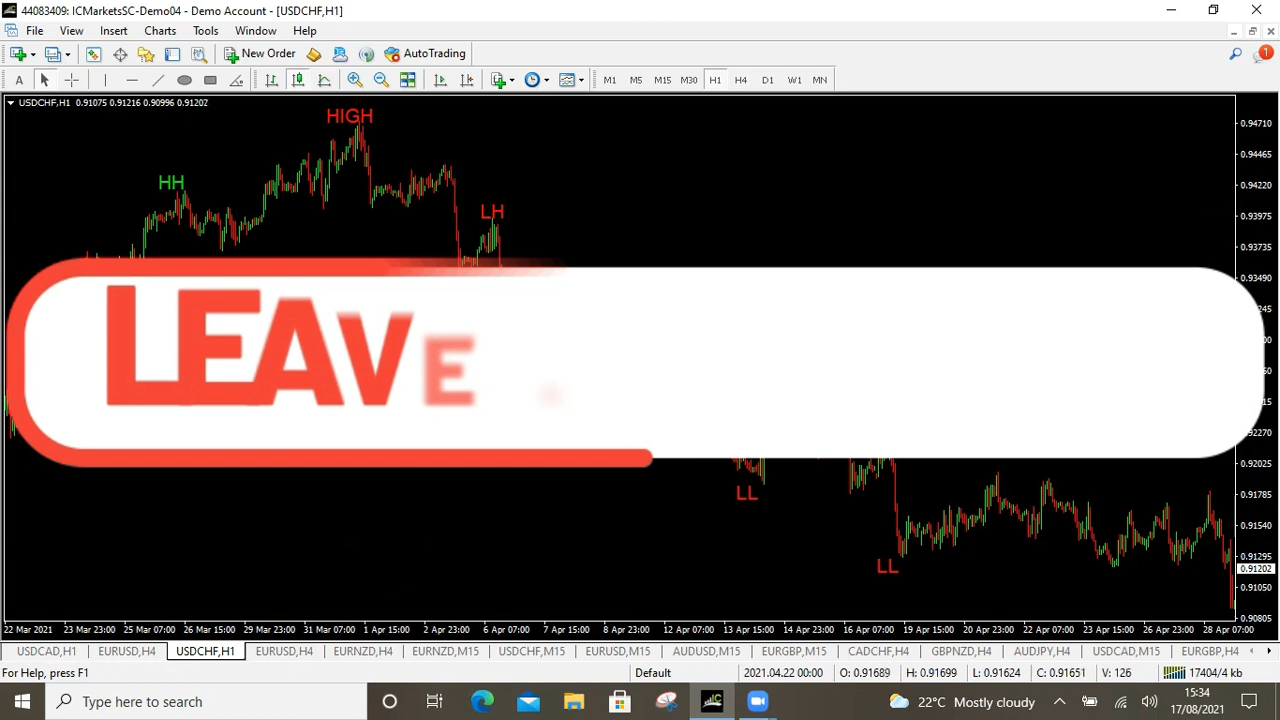 44083409: ICMarketsSC-Demo04 - Demo Account - [USDCHF,H1]
File View Insert Charts Tools Window Help
New Order AutoTrading 1
A M1 M5 M15 M30 H1 H4 D1 W1 MN
USDCHF,H1 0.91075 0.91216 0.90996 0.91202
HIGH
0.94710
0.94465
HH
0.94220
LH
0.93975
0.93735
0.93490
LEAVE
0.92270
0.92025
LL
0.91785
0.91540
LL
0.91295
0.91202
0.91050
0.90805
22 Mar 2021 23 Mar 23:00 25 Mar 07:00 26 Mar 15:00 29 Mar 23:00 31 Mar 07:00 1 Apr 15:00 2 Apr 23:00 6 Apr 07:00 7 Apr 15:00 8 Apr 23:00 12 Apr 07:00 13 Apr 15:00 14 Apr 23:00 16 Apr 07:00 19 Apr 15:00 20 Apr 23:00 22 Apr 07:00 23 Apr 15:00 26 Apr 23:00 28 Apr 07:00
USDCAD,H1 EURUSD,H4 USDCHF,H1 EURUSD,H4 EURNZD,H4 EURNZD,M15 USDCHF,M15 EURUSD,M15 AUDUSD,M15 EURGBP,M15 CADCHF,H4 GBPNZD,H4 AUDJPY,H4 USDCAD,M15 EURGBP,H4
For Help, press F1 Default 2021.04.22 00:00 O: 0.91689 H: 0.91699 L: 0.91624 C: 0.91651 V: 126 17404/4 kb
Type here to search 22°C Mostly cloudy 15:34
17/08/2021